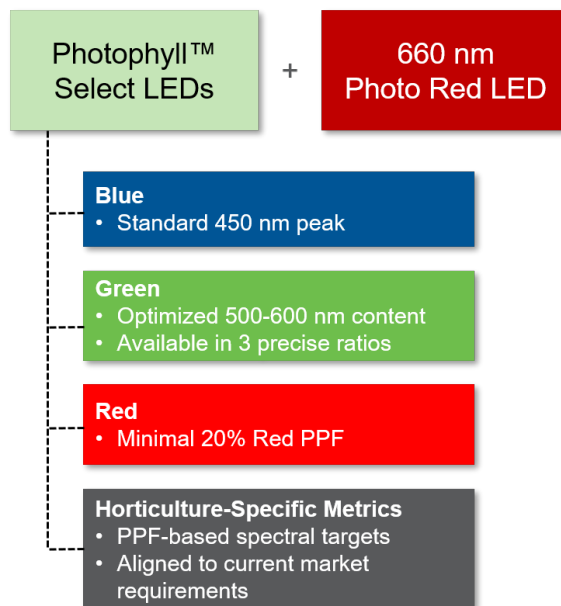 Photophyll™
Select LEDs
+
660 nm
Photo Red LED
Blue
• Standard 450 nm peak
Green
• Optimized 500-600 nm content
• Available in 3 precise ratios
Red
• Minimal 20% Red PPF
Horticulture-Specific Metrics
• PPF-based spectral targets
• Aligned to current market
requirements